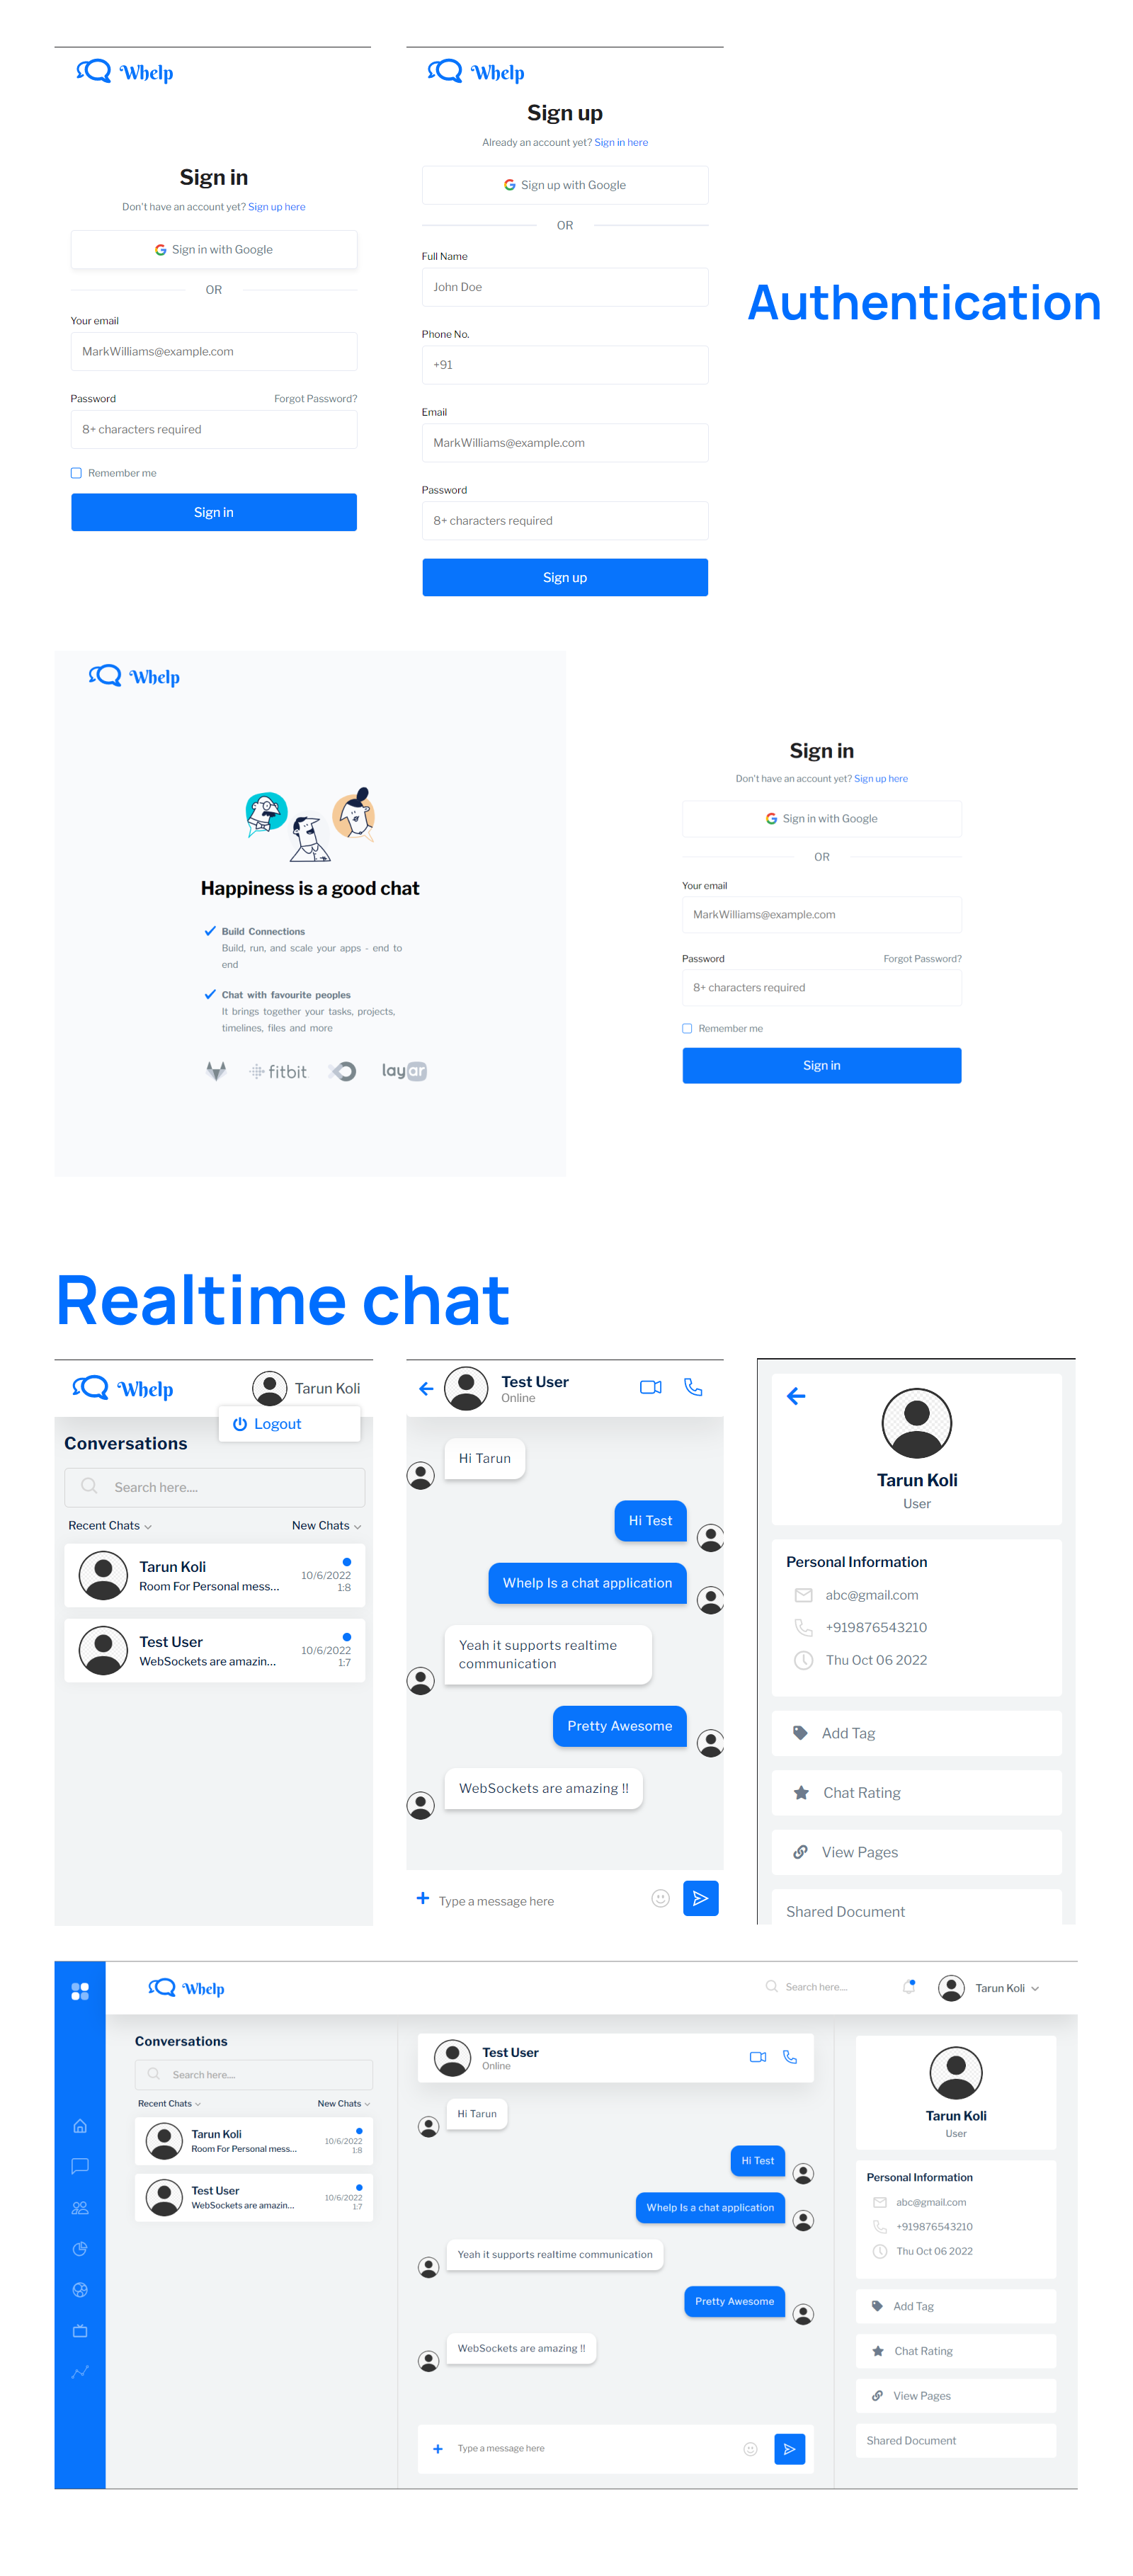 Whelp
Sign in
Don't have an account yet? Sign up here
Sign in with Google
OR
Your email
MarkWilliams@example.com
Password Forgot Password?
8+ characters required
Remember me
Sign in
Whelp
Sign up
Already an account yet? Sign in here
Sign up with Google
OR
Full Name
John Doe
Phone No.
+91
Email
MarkWilliams@example.com
Password
8+ characters required
Sign up
Authentication
Whelp
Happiness is a good chat
Build Connections
Build, run, and scale your apps - end to
end
Chat with favourite peoples
It brings together your tasks, projects,
timelines, files and more
fitbit
layar
Sign in
Don't have an account yet? Sign up here
Sign in with Google
OR
Your email
MarkWilliams@example.com
Password Forgot Password?
8+ characters required
Remember me
Sign in
Realtime chat
Whelp
Tarun Koli
Logout
Conversations
Search here....
Recent Chats New Chats
Tarun Koli
Room For Personal mess...
10/6/2022
1:8
Test User
WebSockets are amazin...
10/6/2022
1:7
Test User
Online
Hi Tarun
Hi Test
Whelp Is a chat application
Yeah it supports realtime
communication
Pretty Awesome
WebSockets are amazing !!
Type a message here
Tarun Koli
User
Personal Information
abc@gmail.com
+919876543210
Thu Oct 06 2022
Add Tag
Chat Rating
View Pages
Shared Document
Whelp
Search here....
Tarun Koli
Conversations
Search here....
Recent Chats New Chats
Tarun Koli
Room For Personal mess...
10/6/2022
1:8
Test User
WebSockets are amazin...
10/6/2022
1:7
Test User
Online
Hi Tarun
Hi Test
Whelp Is a chat application
Yeah it supports realtime communication
Pretty Awesome
WebSockets are amazing !!
Type a message here
Tarun Koli
User
Personal Information
abc@gmail.com
+919876543210
Thu Oct 06 2022
Add Tag
Chat Rating
View Pages
Shared Document